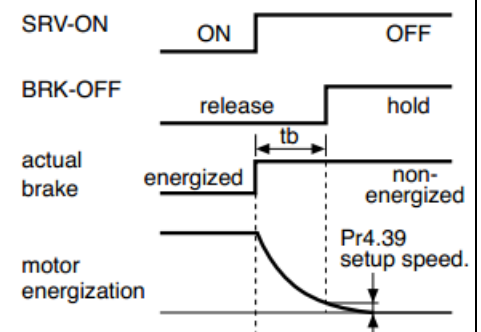 SRV-ON
ON
OFF
BRK-OFF
release
hold
tb
actual
brake
energized
non-
energized
Pr4.39
setup speed.
motor
energization